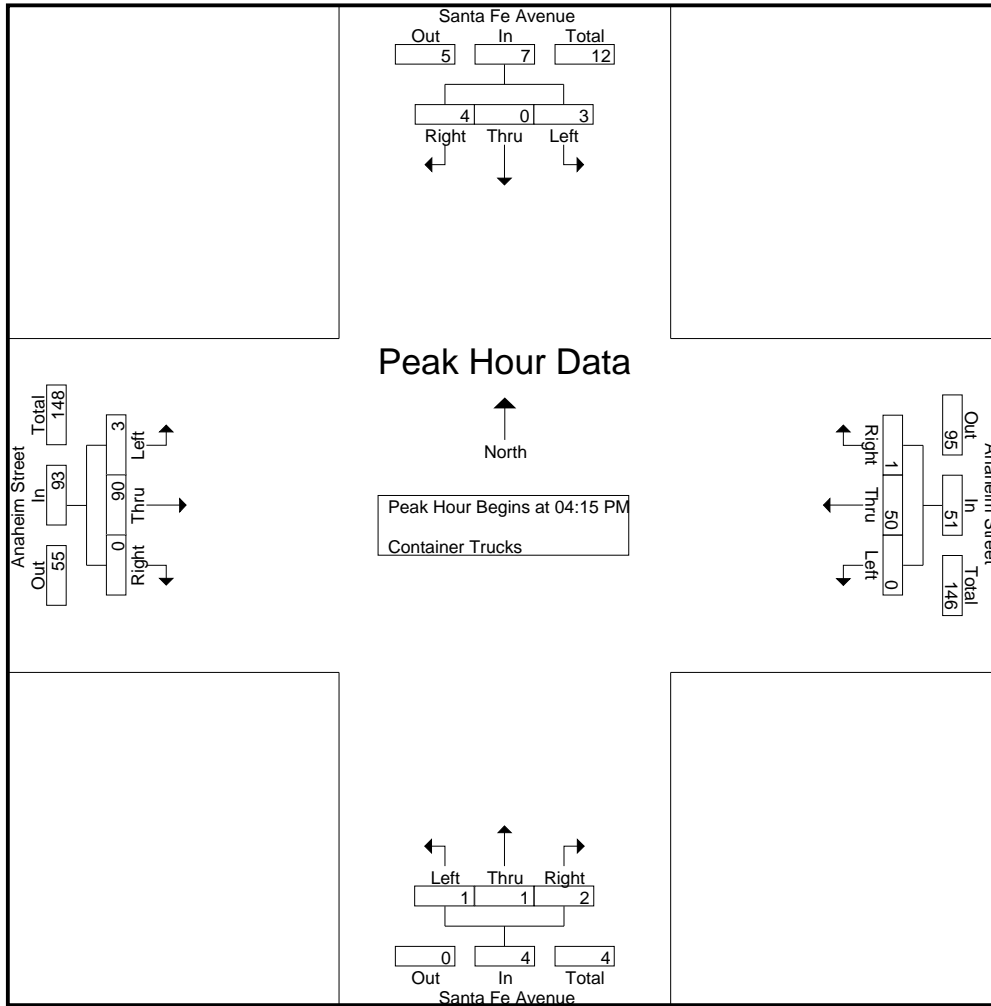 Santa Fe Avenue
Out In Total
5 7 12
4 0 3
Right Thru Left
Peak Hour Data
North
Peak Hour Begins at 04:15 PM
Container Trucks
Anaheim Street
Out In Total
55 93 148
0 90 3
Right Thru Left
Anaheim Street
Out In Total
95 51 146
1 50 0
Right Thru Left
Left Thru Right
1 1 2
0 4 4
Out In Total
Santa Fe Avenue